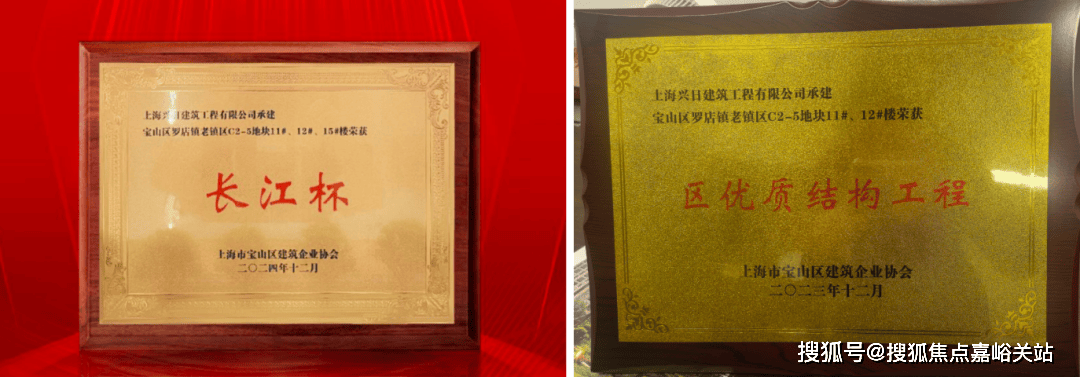 上海兴日建筑工程有限公司承建
宝山区罗店镇老镇区C2-5地块11#、12#、15#楼荣获
长江杯
上海市宝山区建筑企业协会
二〇二四年十二月
上海兴日建筑工程有限公司承建
宝山区罗店镇老镇区C2-5地块11#、12#楼荣获
区优质结构工程
上海市宝山区建筑企业协会
二〇二三年十二月
搜狐号@搜狐焦点嘉峪关站